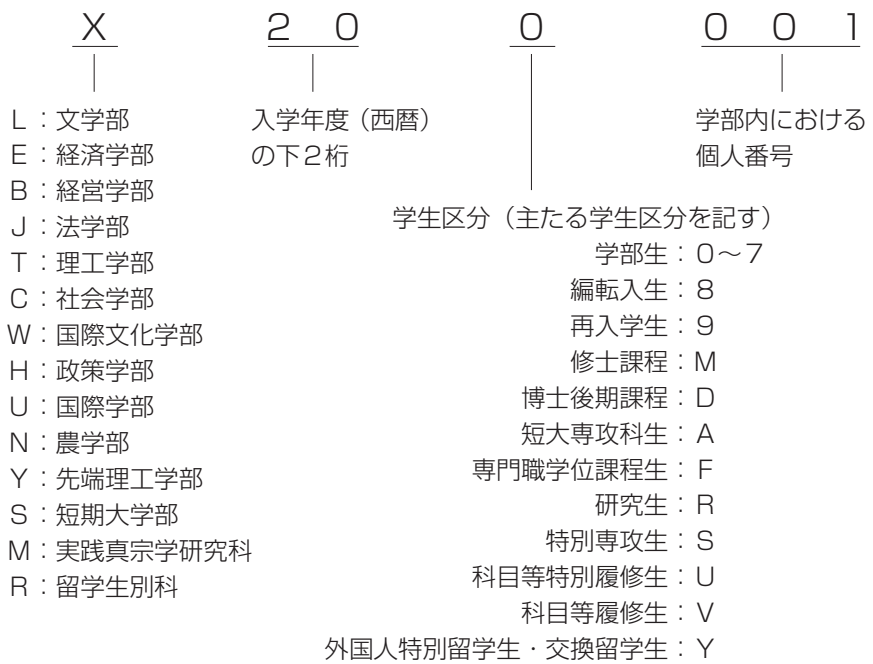 X 20 0 001
L：文学部
E：経済学部
B：経営学部
J：法学部
T：理工学部
C：社会学部
W：国際文化学部
H：政策学部
U：国際学部
N：農学部
Y：先端理工学部
S：短期大学部
M：実践真宗学研究科
R：留学生別科
入学年度（西暦）
の下2桁
学生区分（主たる学生区分を記す）
学部生：0〜7
編転入生：8
再入学生：9
修士課程：M
博士後期課程：D
短大専攻科生：A
専門職学位課程生：F
研究生：R
特別専攻生：S
科目等特別履修生：U
科目等履修生：V
外国人特別留学生・交換留学生：Y
学部内における
個人番号